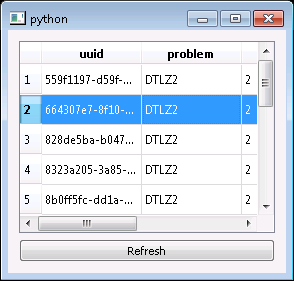 python
uuid problem
1 559f1197-d59f-... DTLZ2 2
2 664307e7-8f10-... DTLZ2 2
3 828de5ba-b047... DTLZ2 2
4 8323a205-3a85-... DTLZ2 2
5 8b0ff5fc-dd1a-... DTLZ2 2
Refresh